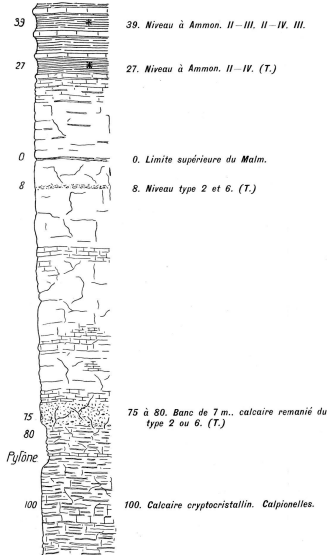 39 39. Niveau à Ammon. II—III. II—IV. III.
27 27. Niveau à Ammon. II—IV. (T.)
0 0. Limite supérieure du Malm.
8 8. Niveau type 2 et 6. (T.)
75 75 à 80. Banc de 7 m., calcaire remanié du
type 2 ou 6. (T.)
80
Pylône
100 100. Calcaire cryptocristallin. Calpionelles.